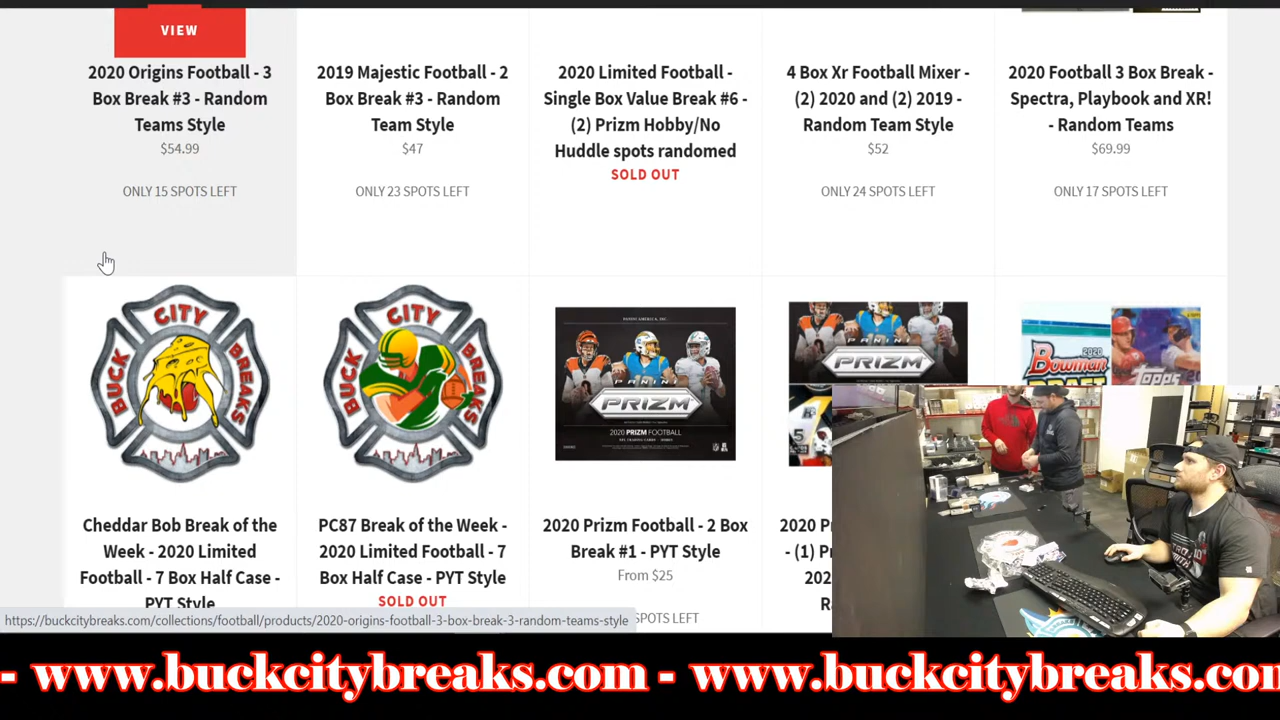 VIEW
2020 Origins Football - 3
Box Break #3 - Random
Teams Style
$54.99
ONLY 15 SPOTS LEFT
2019 Majestic Football - 2
Box Break #3 - Random
Team Style
$47
ONLY 23 SPOTS LEFT
2020 Limited Football -
Single Box Value Break #6 -
(2) Prizm Hobby/No
Huddle spots randomed
SOLD OUT
4 Box Xr Football Mixer -
(2) 2020 and (2) 2019 -
Random Team Style
$52
ONLY 24 SPOTS LEFT
2020 Football 3 Box Break -
Spectra, Playbook and XR!
- Random Teams
$69.99
ONLY 17 SPOTS LEFT
BUCK CITY BREAKS
BUCK CITY BREAKS
PANINI
PRIZM
2020 PRIZM FOOTBALL
PANINI
PRIZM
2020
Bowman
DRAFT
Topps
Cheddar Bob Break of the
Week - 2020 Limited
Football - 7 Box Half Case -
PYT Style
PC87 Break of the Week -
2020 Limited Football - 7
Box Half Case - PYT Style
SOLD OUT
2020 Prizm Football - 2 Box
Break #1 - PYT Style
From $25
SPOTS LEFT
2020 P
- (1) P
202
R
https://buckcitybreaks.com/collections/football/products/2020-origins-football-3-box-break-3-random-teams-style
- www.buckcitybreaks.com - www.buckcitybreaks.com